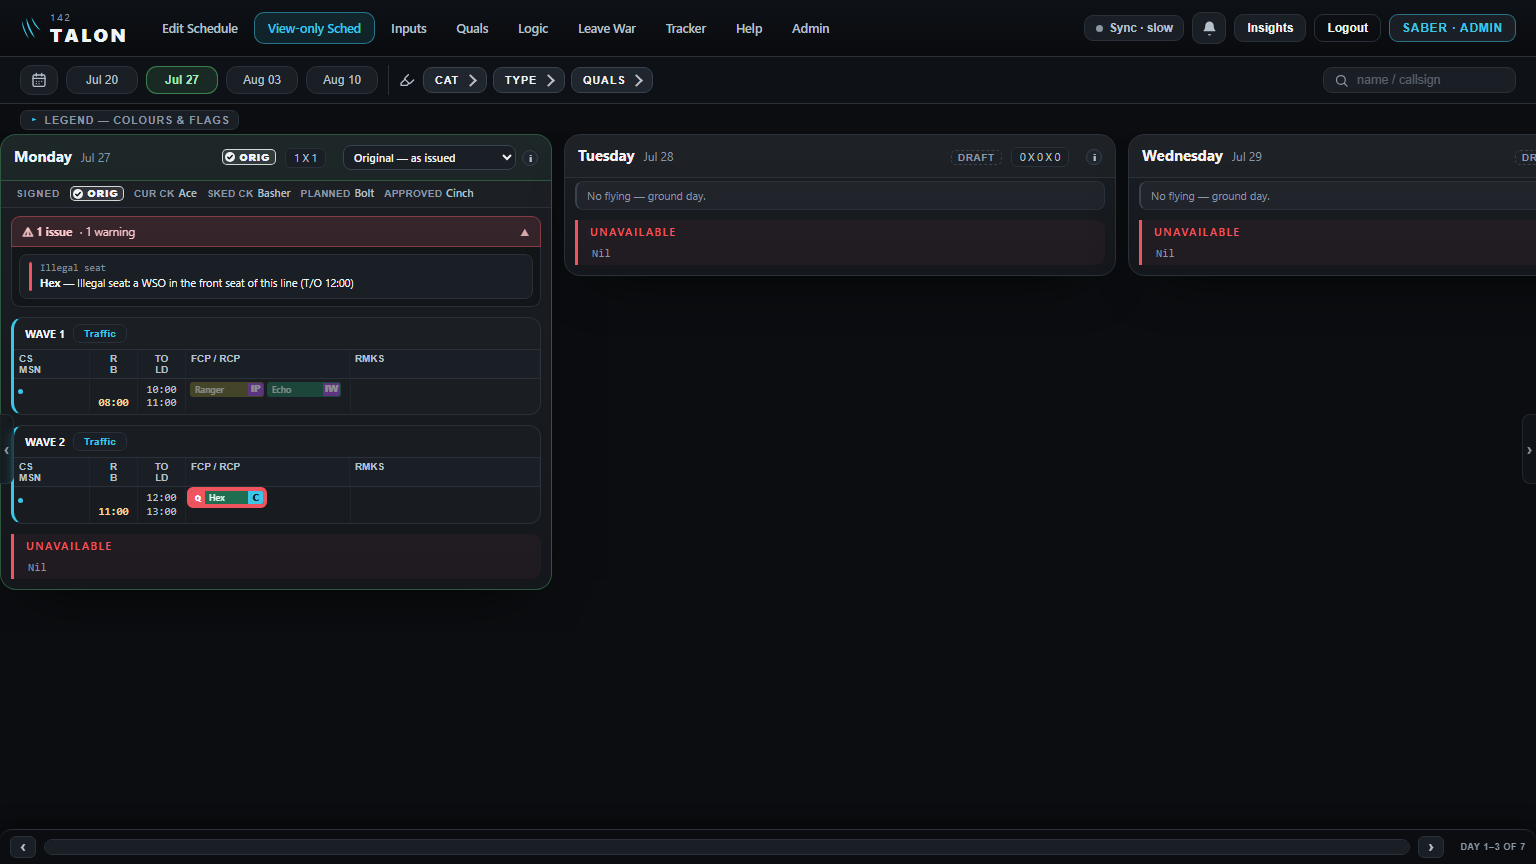 142
TALON
Edit Schedule
View-only Sched
Inputs
Quals
Logic
Leave War
Tracker
Help
Admin
Sync · slow
Insights
Logout
SABER · ADMIN
Jul 20
Jul 27
Aug 03
Aug 10
CAT
TYPE
QUALS
name / callsign
LEGEND — COLOURS & FLAGS
Monday Jul 27
ORIG
1 X 1
Original — as issued
i
SIGNED ORIG CUR CK Ace SKED CK Basher PLANNED Bolt APPROVED Cinch
1 issue · 1 warning
Illegal seat
Hex — Illegal seat: a WSO in the front seat of this line (T/O 12:00)
WAVE 1 Traffic
CS R TO FCP / RCP RMKS
MSN B LD
10:00 Ranger IP Echo IW
08:00 11:00
WAVE 2 Traffic
CS R TO FCP / RCP RMKS
MSN B LD
12:00 Q Hex C
11:00 13:00
UNAVAILABLE
Nil
Tuesday Jul 28
DRAFT
0 X 0 X 0
i
No flying — ground day.
UNAVAILABLE
Nil
Wednesday Jul 29
DR
No flying — ground day.
UNAVAILABLE
Nil
DAY 1–3 OF 7